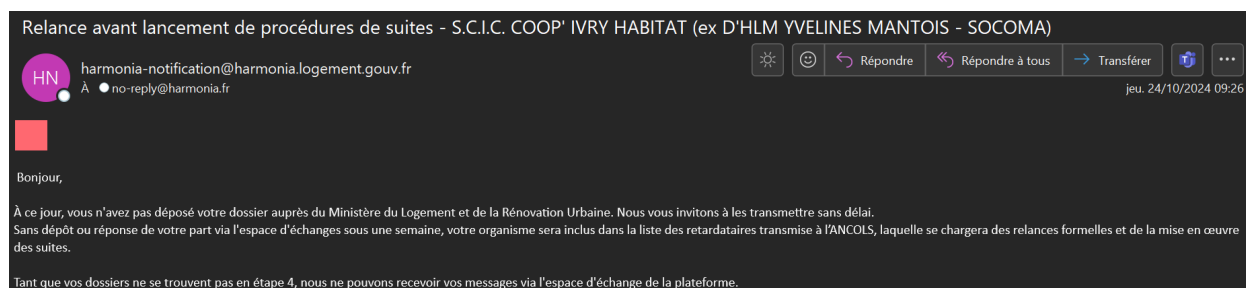 Relance avant lancement de procédures de suites - S.C.I.C. COOP' IVRY HABITAT (ex D'HLM YVELINES MANTOIS - SOCOMA)
HN
harmonia-notification@harmonia.logement.gouv.fr
À no-reply@harmonia.fr
Répondre
Répondre à tous
Transférer
jeu. 24/10/2024 09:26
Bonjour,
À ce jour, vous n'avez pas déposé votre dossier auprès du Ministère du Logement et de la Rénovation Urbaine. Nous vous invitons à les transmettre sans délai.
Sans dépôt ou réponse de votre part via l'espace d'échanges sous une semaine, votre organisme sera inclus dans la liste des retardataires transmise à l'ANCOLS, laquelle se chargera des relances formelles et de la mise en œuvre
des suites.
Tant que vos dossiers ne se trouvent pas en étape 4, nous ne pouvons recevoir vos messages via l'espace d'échange de la plateforme.